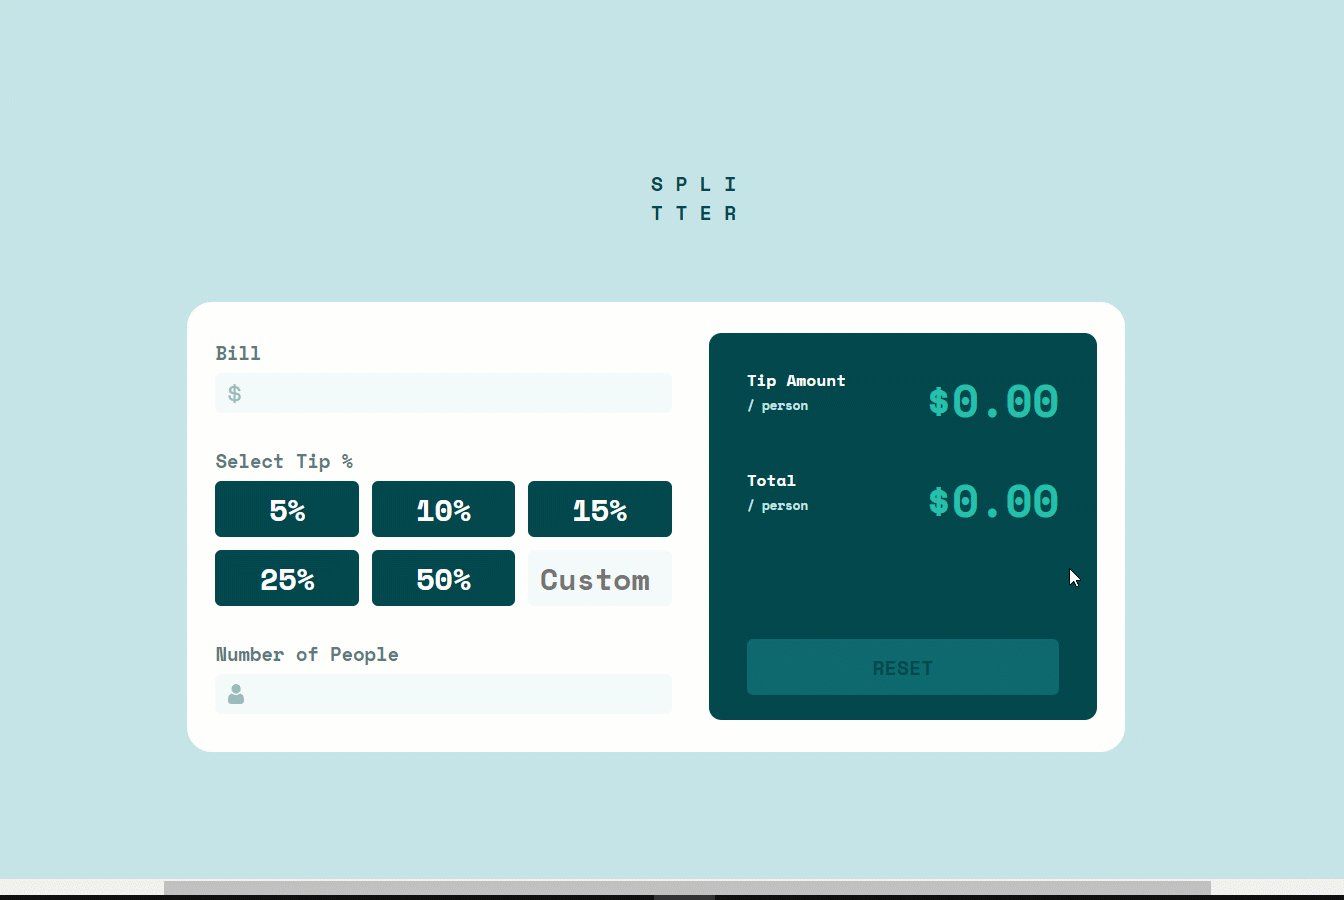 S P L I
T T E R
Bill
$
Select Tip %
5% 10% 15%
25% 50% Custom
Number of People
Tip Amount
/ person
$0.00
Total
/ person
$0.00
RESET